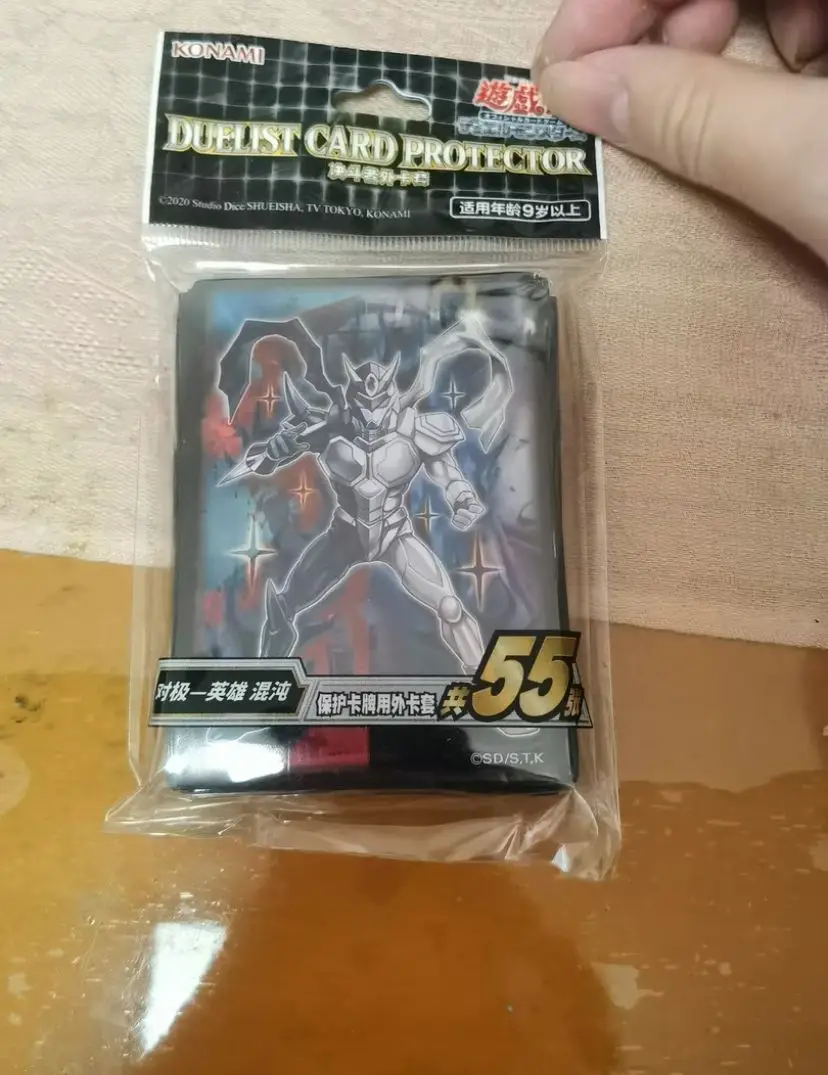 KONAMI
遊戯
DUELIST CARD PROTECTOR
决斗者外卡套
©2020 Studio Dice/SHUEISHA, TV TOKYO, KONAMI
适用年龄9岁以上
对极一英雄 混沌
保护卡牌用外卡套
共55张
©SD/S,T,K